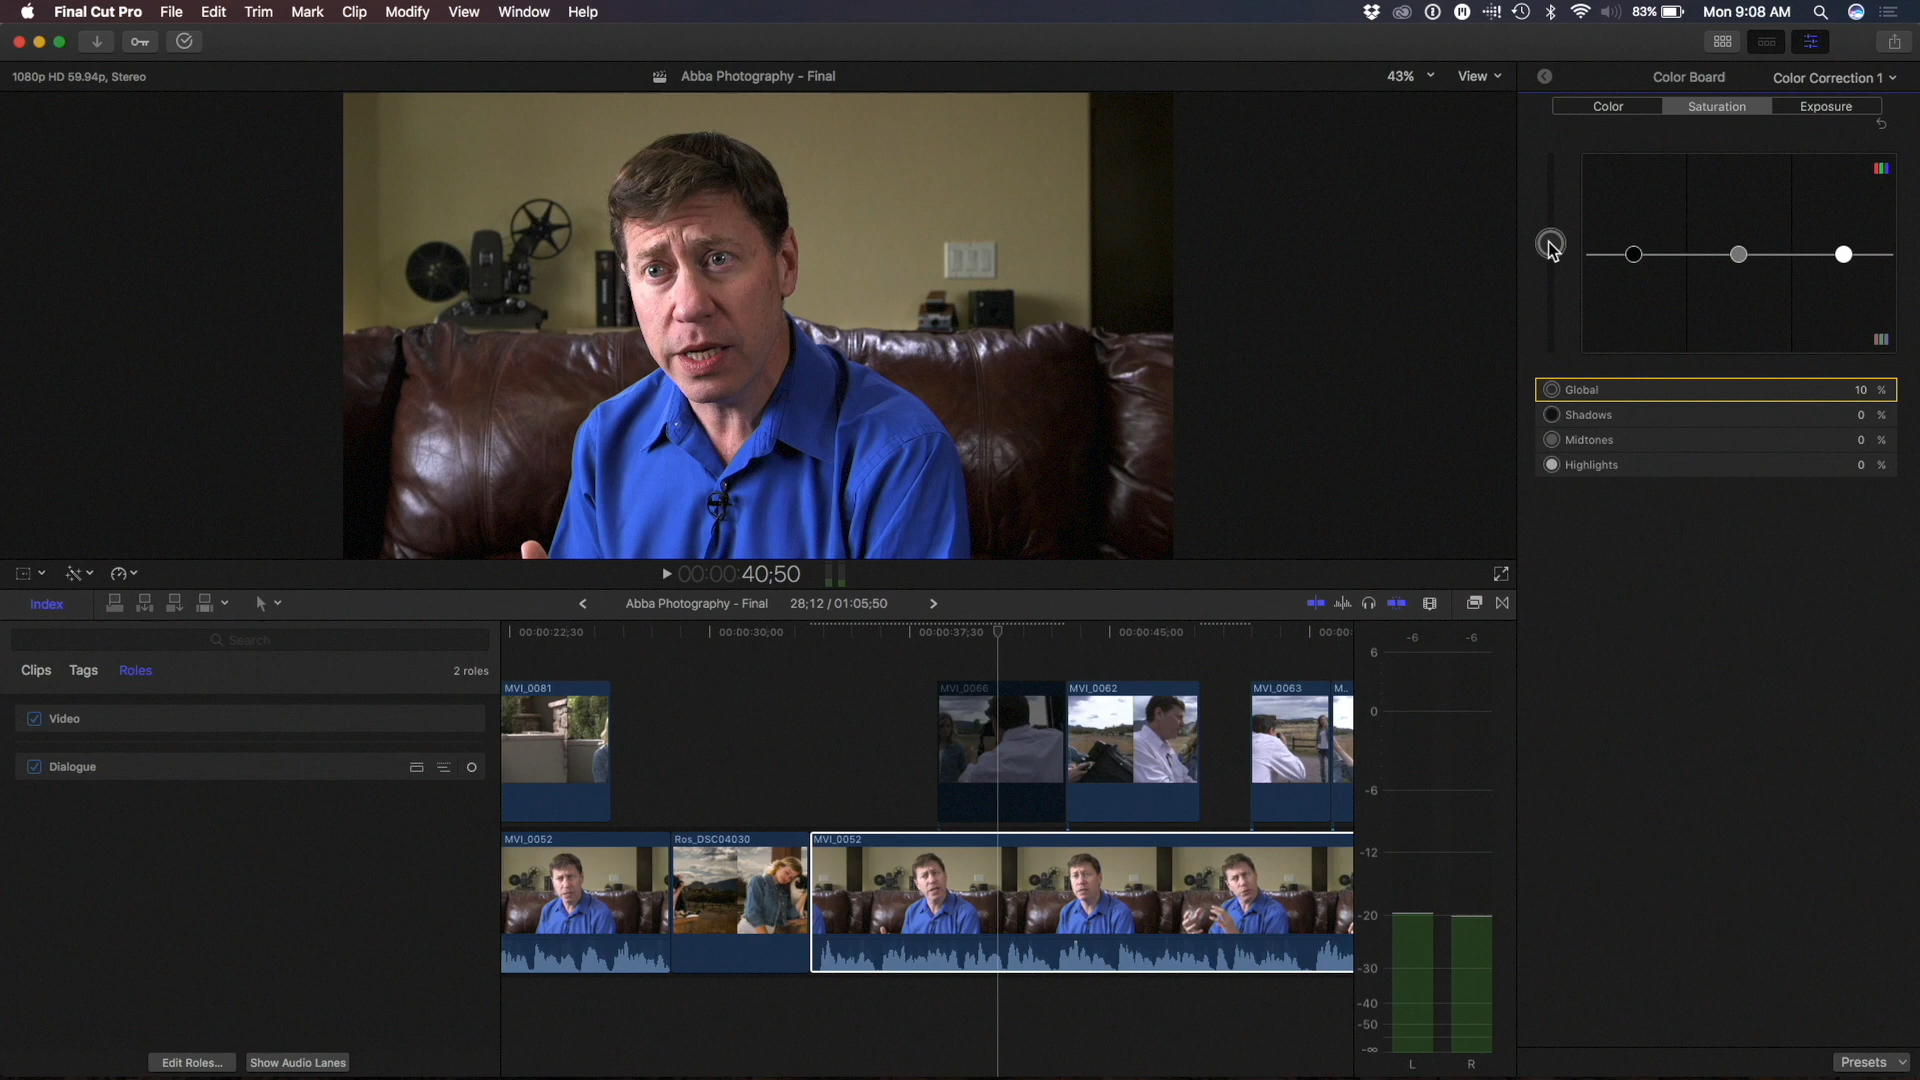 Final Cut Pro File Edit Trim Mark Clip Modify View Window Help
83% Mon 9:08 AM
1080p HD 59.94p, Stereo
Abba Photography - Final
43% View
Color Board Color Correction 1
Color Saturation Exposure
Global 10 %
Shadows 0 %
Midtones 0 %
Highlights 0 %
00:00:40;50
Index
Abba Photography - Final 28;12 / 01:05;50
Search
Clips Tags Roles 2 roles
Video
Dialogue
Edit Roles... Show Audio Lanes
00:00:22;30 00:00:30;00 00:00:37;30 00:00:45;00 00:00:
MVI_0081 MVI_0066 MVI_0062 MVI_0063 M..
MVI_0052 Ros_DSC04030 MVI_0052
-6 -6
6
0
-6
-12
-20
-30
-40
-50
-∞
L R
Presets